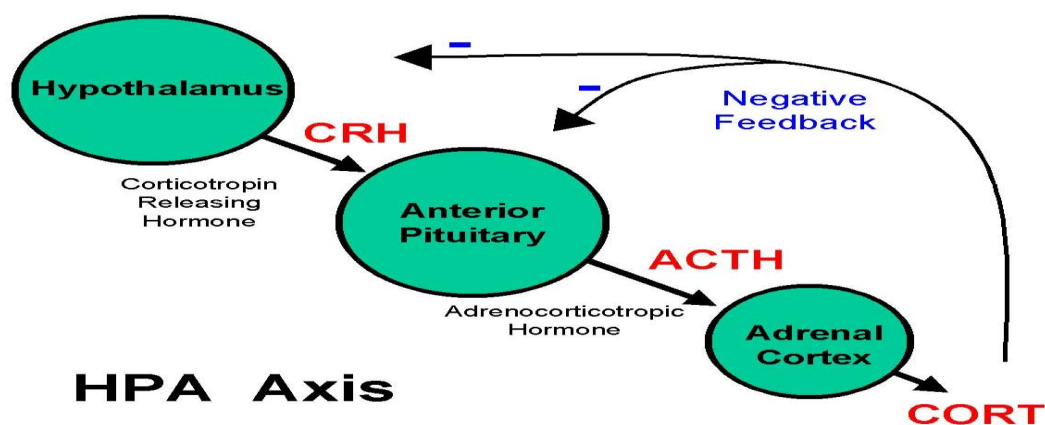 Hypothalamus
CRH
Corticotropin
Releasing
Hormone
-
-
Negative
Feedback
Anterior
Pituitary
ACTH
Adrenocorticotropic
Hormone
Adrenal
Cortex
CORT
HPA Axis